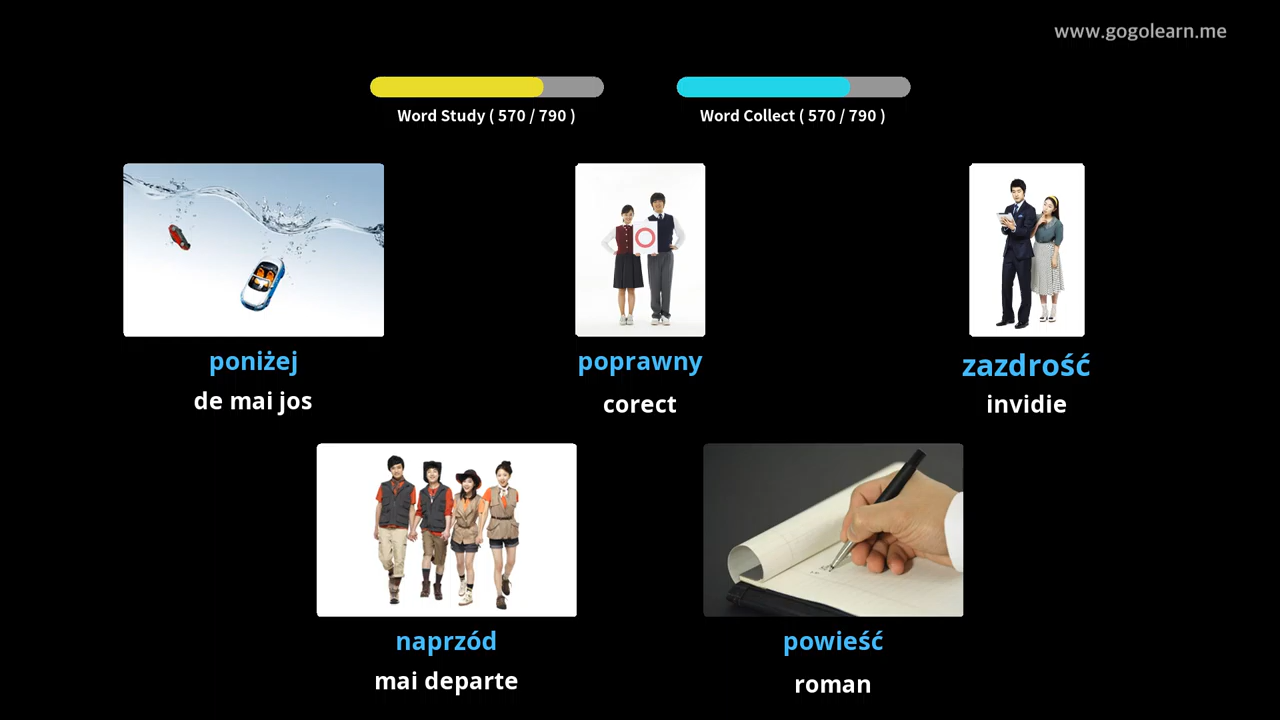 www.gogolearn.me
Word Study ( 570 / 790 )
Word Collect ( 570 / 790 )
poniżej
de mai jos
poprawny
corect
zazdrość
invidie
naprzód
mai departe
powieść
roman